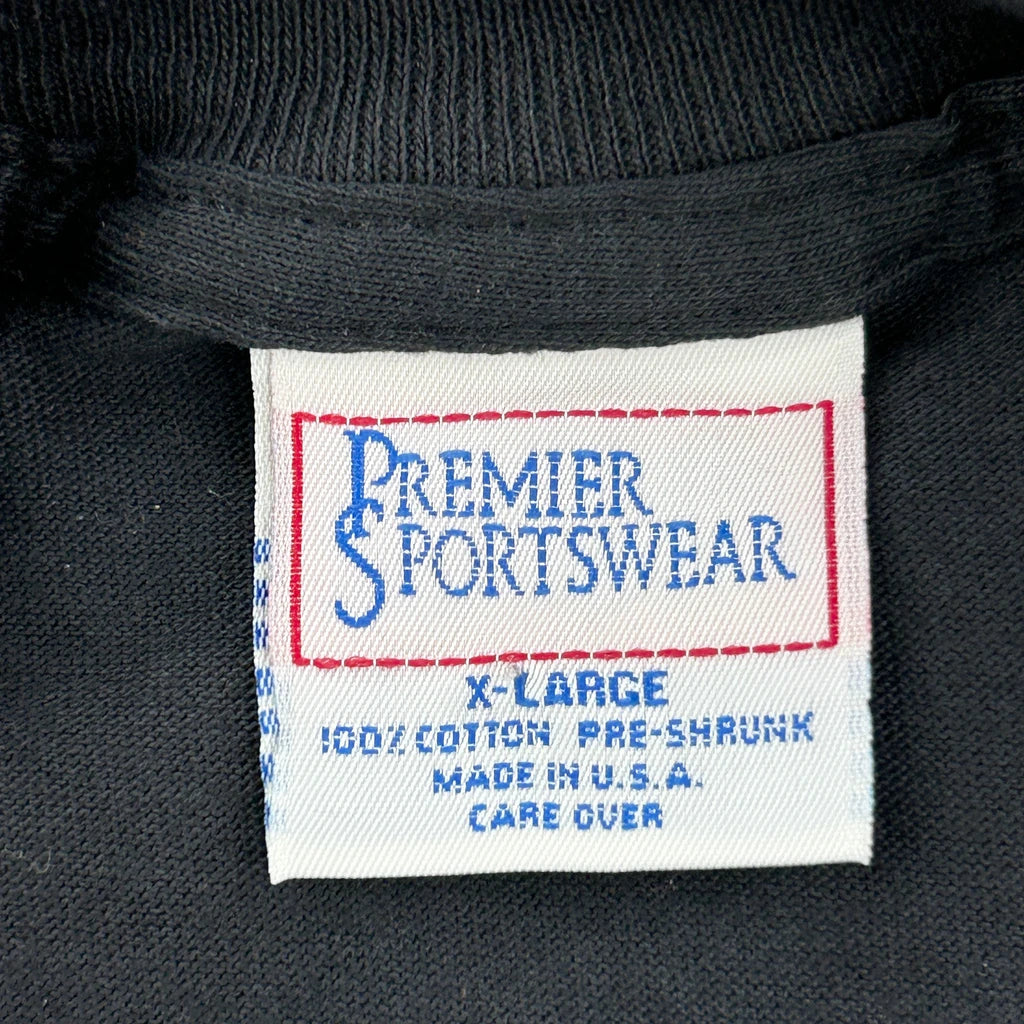 PREMIER
SPORTSWEAR
X-LARGE
100% COTTON PRE-SHRUNK
MADE IN U.S.A.
CARE OVER